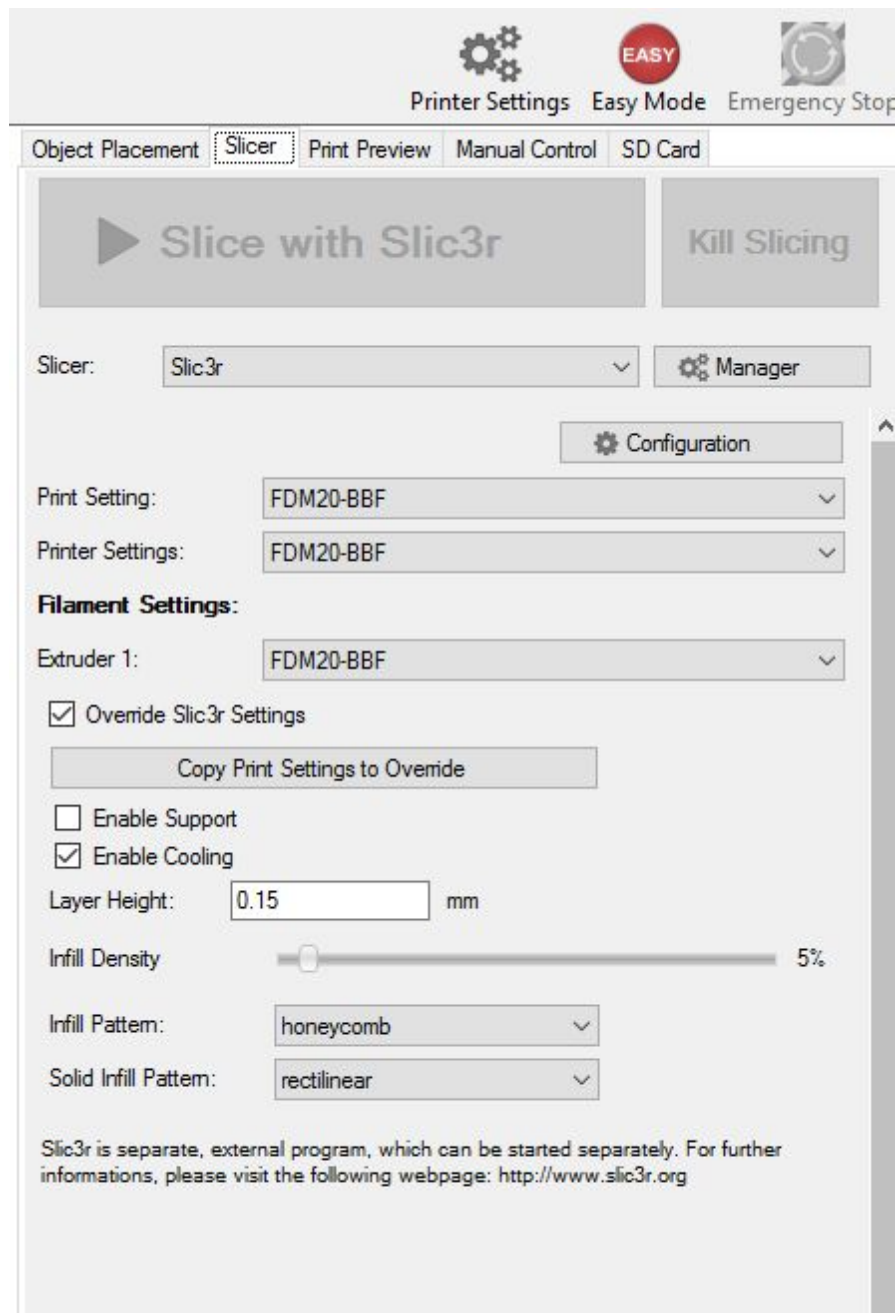 EASY
Printer Settings Easy Mode Emergency Stop
Object Placement Slicer Print Preview Manual Control SD Card
Slice with Slic3r Kill Slicing
Slicer: Slic3r Manager
Configuration
Print Setting: FDM20-BBF
Printer Settings: FDM20-BBF
Filament Settings:
Extruder 1: FDM20-BBF
Override Slic3r Settings
Copy Print Settings to Override
Enable Support
Enable Cooling
Layer Height: 0.15 mm
Infill Density 5%
Infill Pattern: honeycomb
Solid Infill Pattern: rectilinear
Slic3r is separate, external program, which can be started separately. For further
informations, please visit the following webpage: http://www.slic3r.org